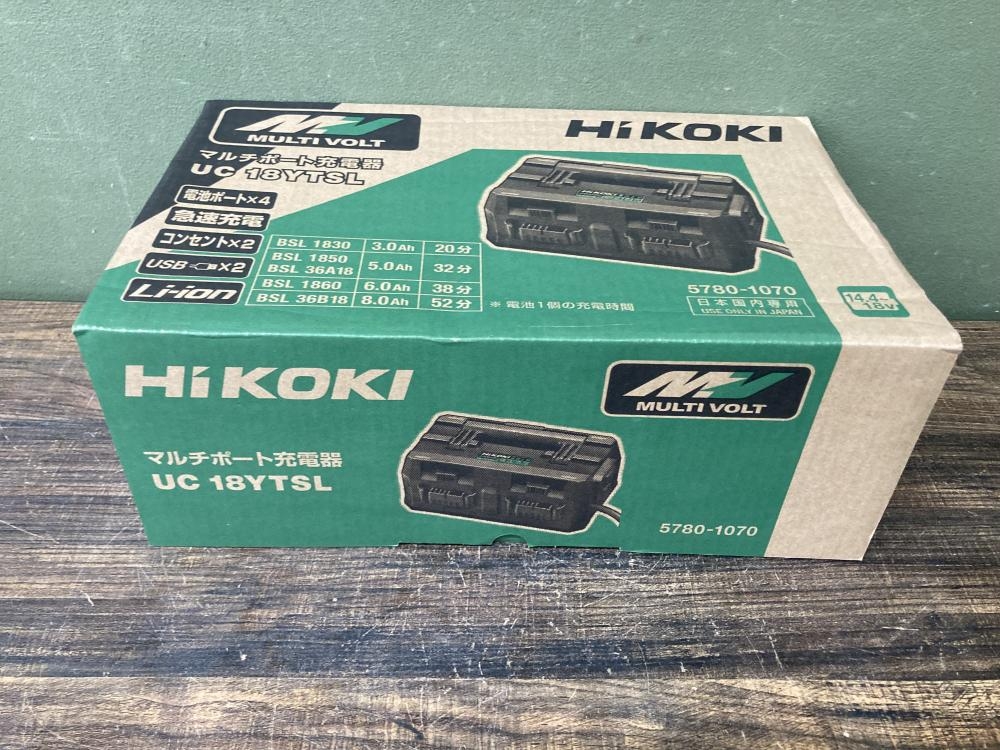 MULTI VOLT
HiKOKI
マルチポート充電器
UC 18YTSL
電池ポート×4
急速充電
コンセント×2
USB ×2
Li-ion
BSL 1830 3.0Ah 20分
BSL 1850
BSL 36A18 5.0Ah 32分
BSL 1860 6.0Ah 38分
BSL 36B18 8.0Ah 52分
※ 電池1個の充電時間
HiKOKI
5780-1070
日本国内専用
USE ONLY IN JAPAN
14.4-
18V
HiKOKI
MULTI VOLT
マルチポート充電器
UC 18YTSL
HiKOKI
5780-1070